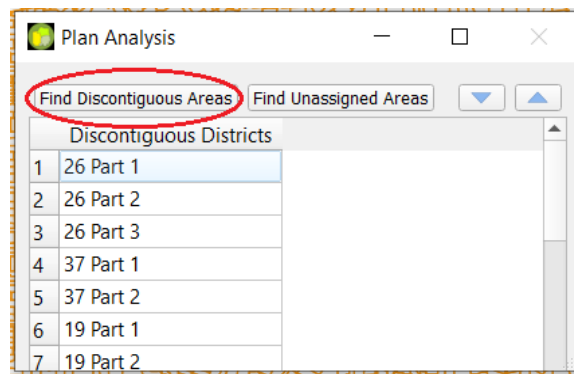 Plan Analysis
Find Discontiguous Areas Find Unassigned Areas
Discontiguous Districts
1 26 Part 1
2 26 Part 2
3 26 Part 3
4 37 Part 1
5 37 Part 2
6 19 Part 1
7 19 Part 2